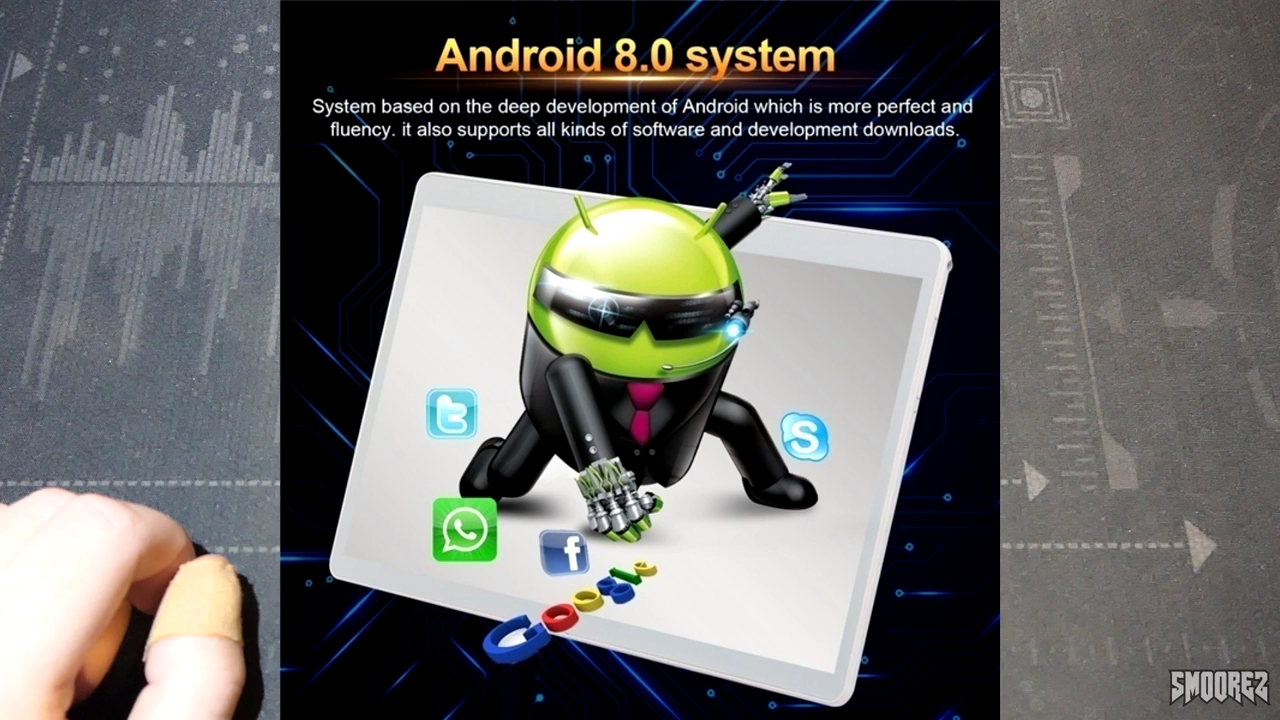 Android 8.0 system
System based on the deep development of Android which is more perfect and
fluency. it also supports all kinds of software and development downloads.
Google
SMOOREZ